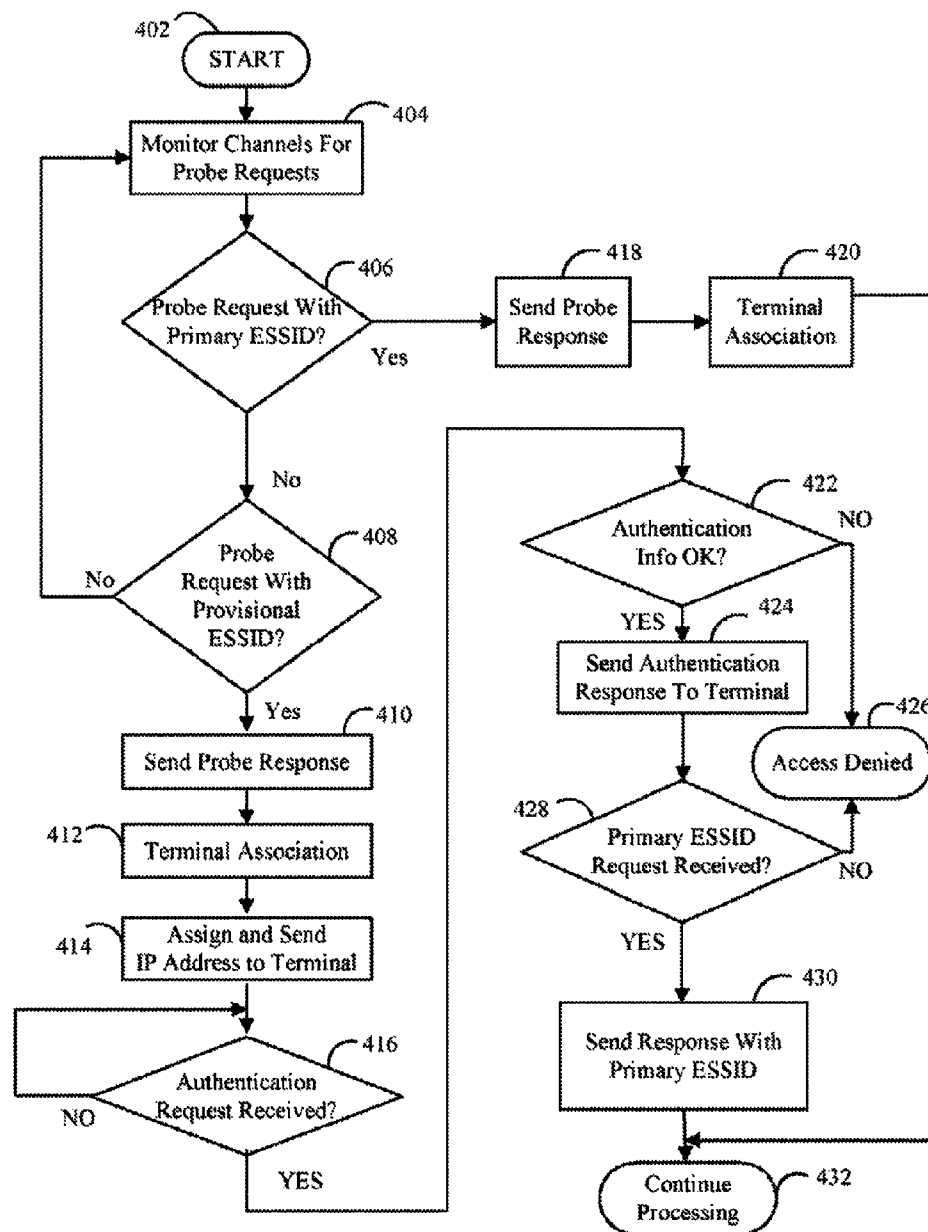 402
START
404
Monitor Channels For
Probe Requests
406
Probe Request With
Primary ESSID?
Yes
418
Send Probe
Response
420
Terminal
Association
No
408
Probe
Request With
Provisional
ESSID?
No
Yes
410
Send Probe Response
412
Terminal Association
414
Assign and Send
IP Address to Terminal
416
Authentication
Request Received?
NO
YES
422
Authentication
Info OK?
NO
YES
424
Send Authentication
Response To Terminal
426
Access Denied
428
Primary ESSID
Request Received?
NO
YES
430
Send Response With
Primary ESSID
Continue
Processing
432